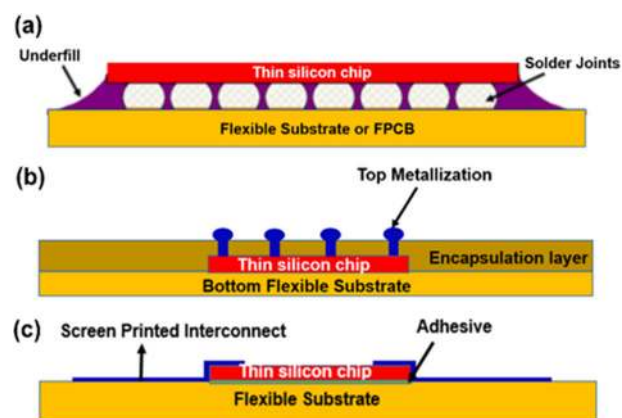 (a)
Underfill
Thin silicon chip
Solder Joints
Flexible Substrate or FPCB
(b)
Top Metallization
Encapsulation layer
Thin silicon chip
Bottom Flexible Substrate
(c)
Screen Printed Interconnect
Adhesive
Thin silicon chip
Flexible Substrate